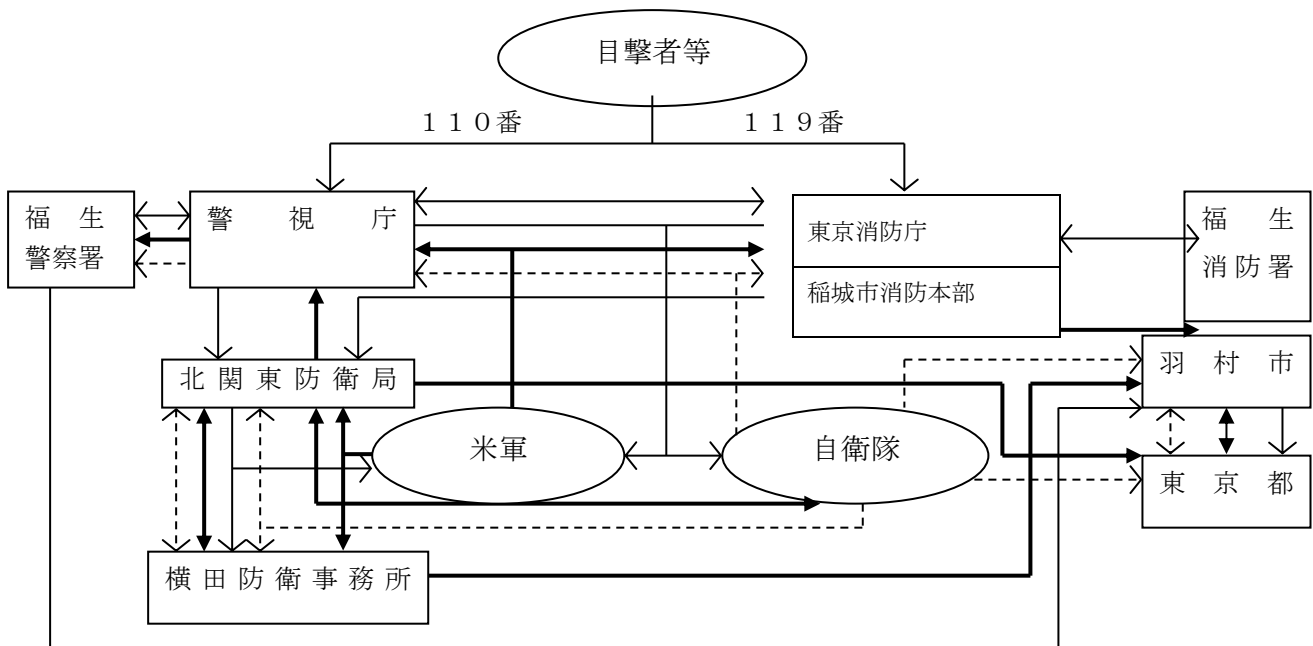 目撃者等
１１０番
１１９番
福生
警察署
警視庁
東京消防庁
稲城市消防本部
福生
消防署
北関東防衛局
羽村市
米軍
自衛隊
東京都
横田防衛事務所